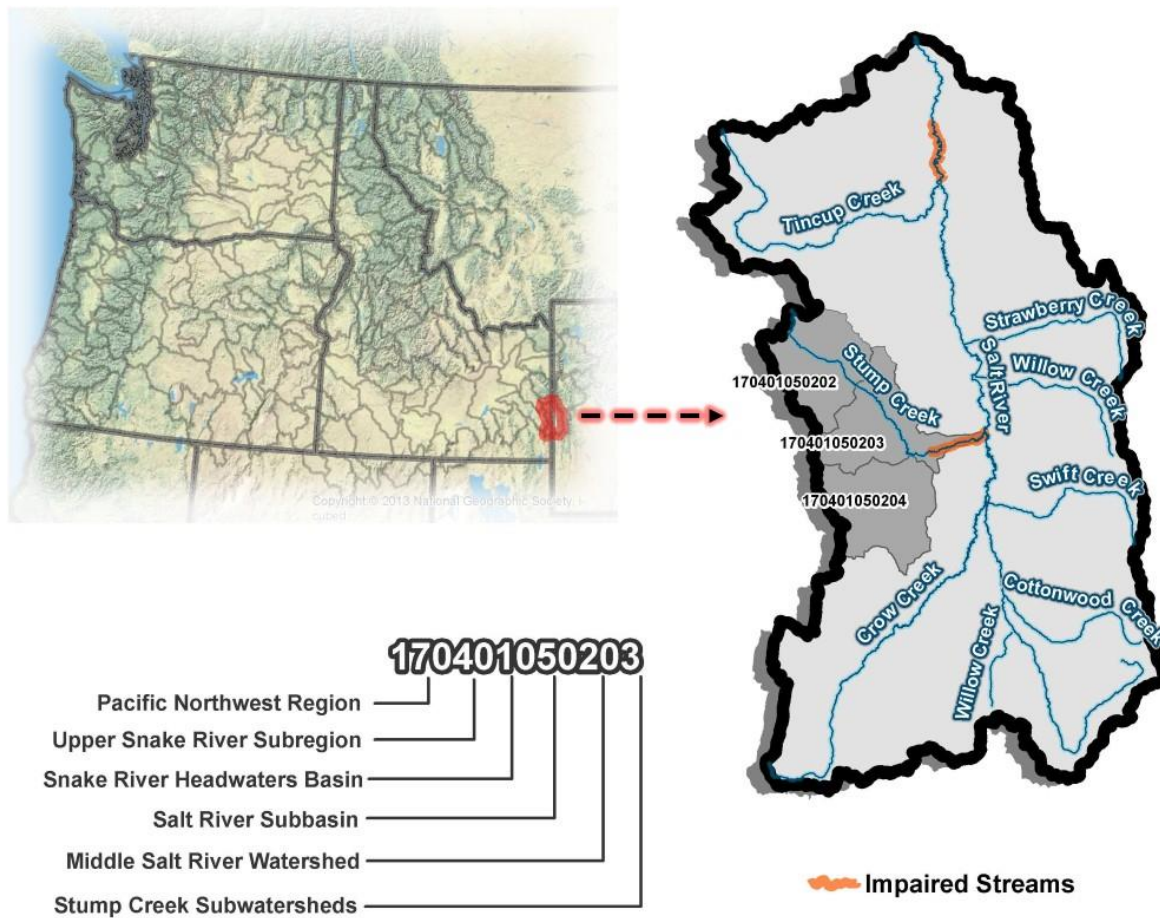 Copyright:© 2013 National Geographic Society, i-
cubed
Tincup Creek
Strawberry Creek
Salt River
Willow Creek
Stump Creek
170401050202
170401050203
170401050204
Swift Creek
Crow Creek
Cottonwood Creek
Willow Creek
170401050203
Pacific Northwest Region
Upper Snake River Subregion
Snake River Headwaters Basin
Salt River Subbasin
Middle Salt River Watershed
Stump Creek Subwatersheds
Impaired Streams